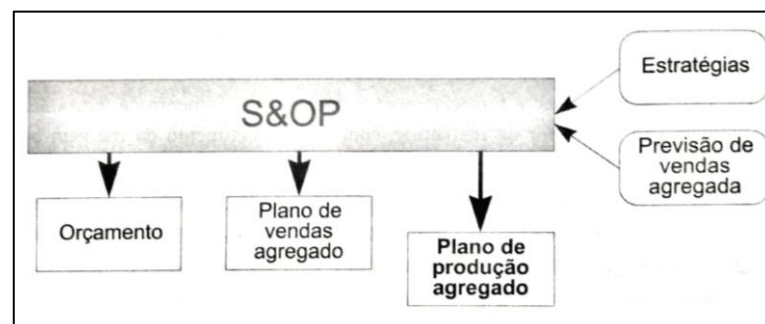 S&OP
Estratégias
Previsão de
vendas
agregada
Orçamento
Plano de
vendas
agregado
Plano de
produção
agregado